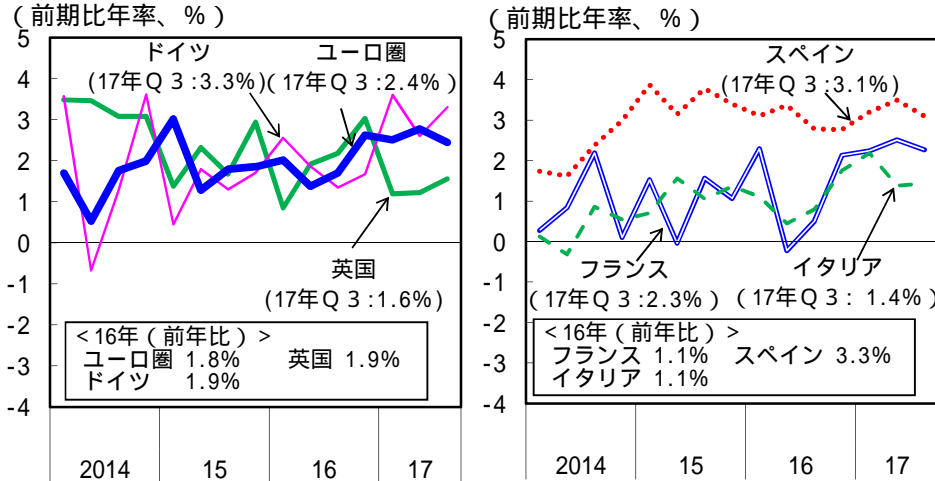 （前期比年率、％）
5
4
3
2
1
0
-1
-2
-3
-4
ドイツ
(17年Ｑ３:3.3%)
ユーロ圏
(17年Ｑ３:2.4%)
英国
(17年Ｑ３:1.6%)
＜16年（前年比）＞
ユーロ圏 1.8%　英国 1.9%
ドイツ 1.9%
2014 15 16 17
（前期比年率、％）
5
4
3
2
1
0
-1
-2
-3
-4
スペイン
(17年Ｑ３:3.1%)
フランス
(17年Ｑ３:2.3%)
イタリア
(17年Ｑ３: 1.4%)
＜16年（前年比）＞
フランス 1.1%　スペイン 3.3%
イタリア 1.1%
2014 15 16 17